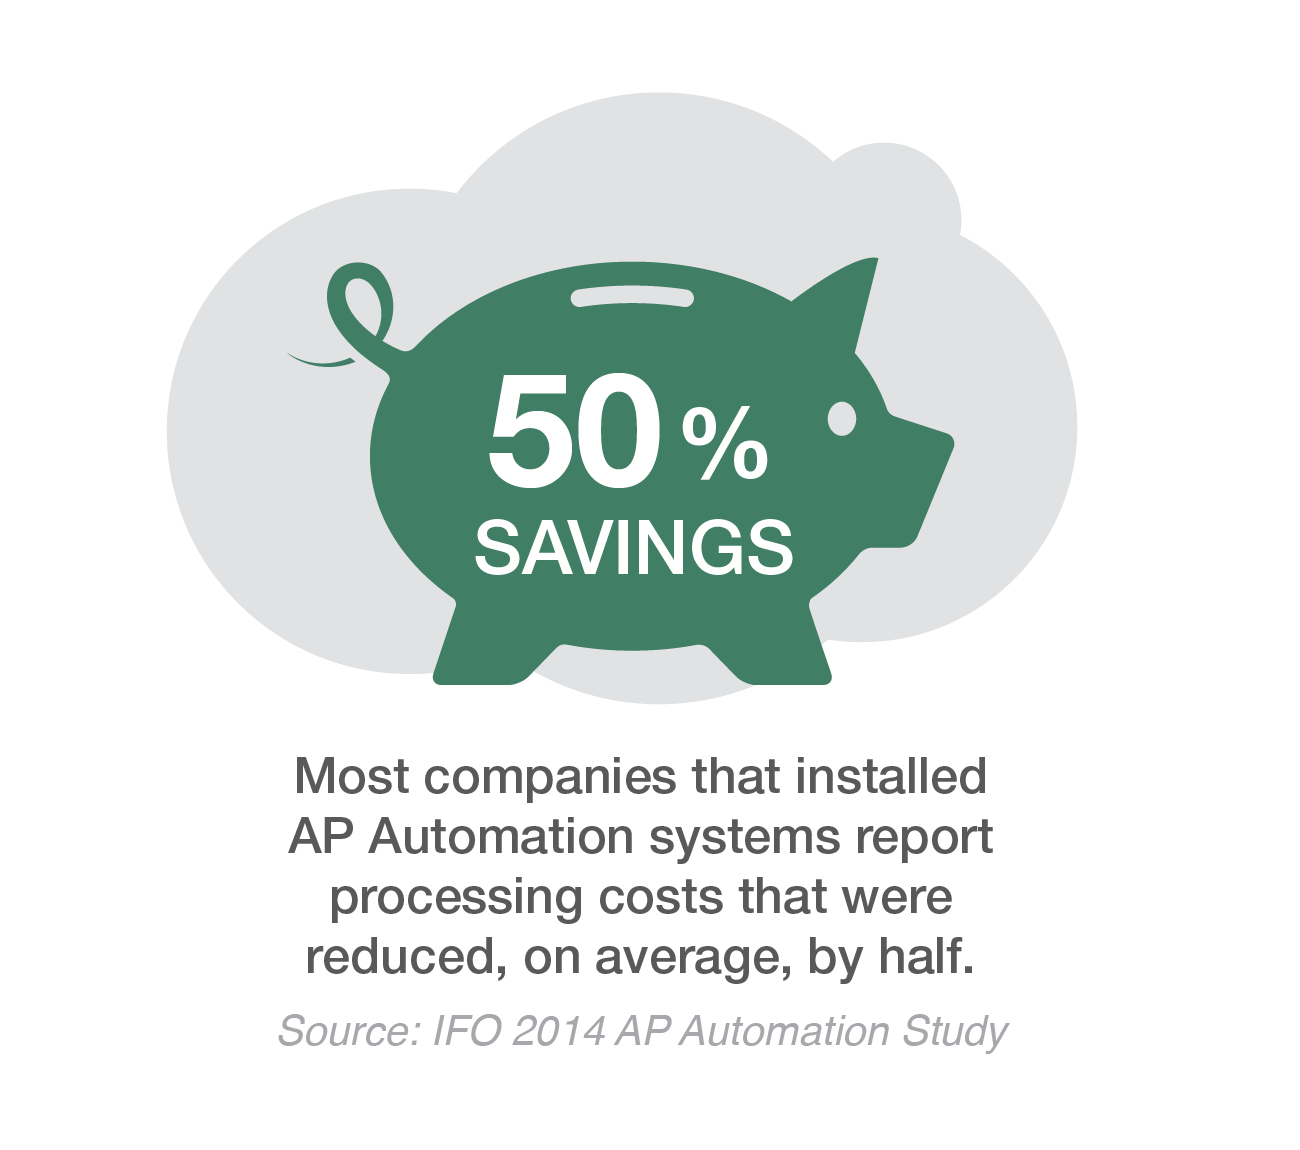 50 %
SAVINGS
Most companies that installed
AP Automation systems report
processing costs that were
reduced, on average, by half.
Source: IFO 2014 AP Automation Study